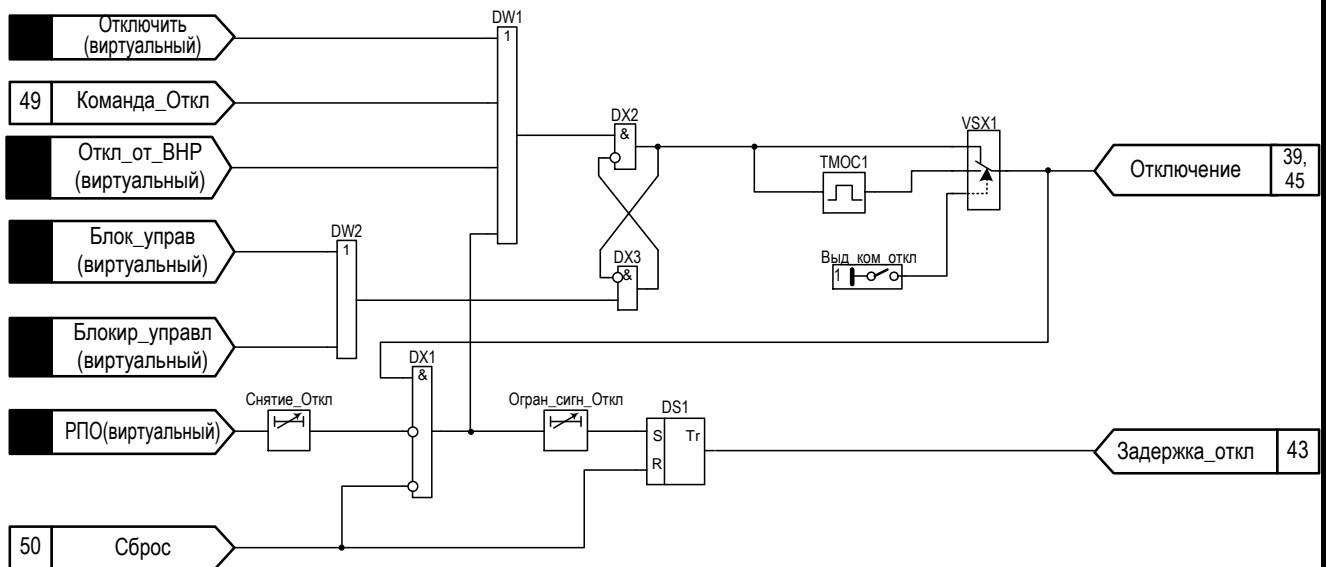 Отключить
(виртуальный)
DW1
1
49
Команда_Откл
DX2
&
VSX1
Откл_от_ВНР
(виртуальный)
TMOC1
Отключение
39,
45
Блок_управ
(виртуальный)
DW2
1
DX3
&
Выд_ком_откл
1
Блокир_управл
(виртуальный)
DX1
&
Снятие_Откл
Огран_сигн_Откл
DS1
РПО(виртуальный)
S
Tr
R
Задержка_откл
43
50
Сброс